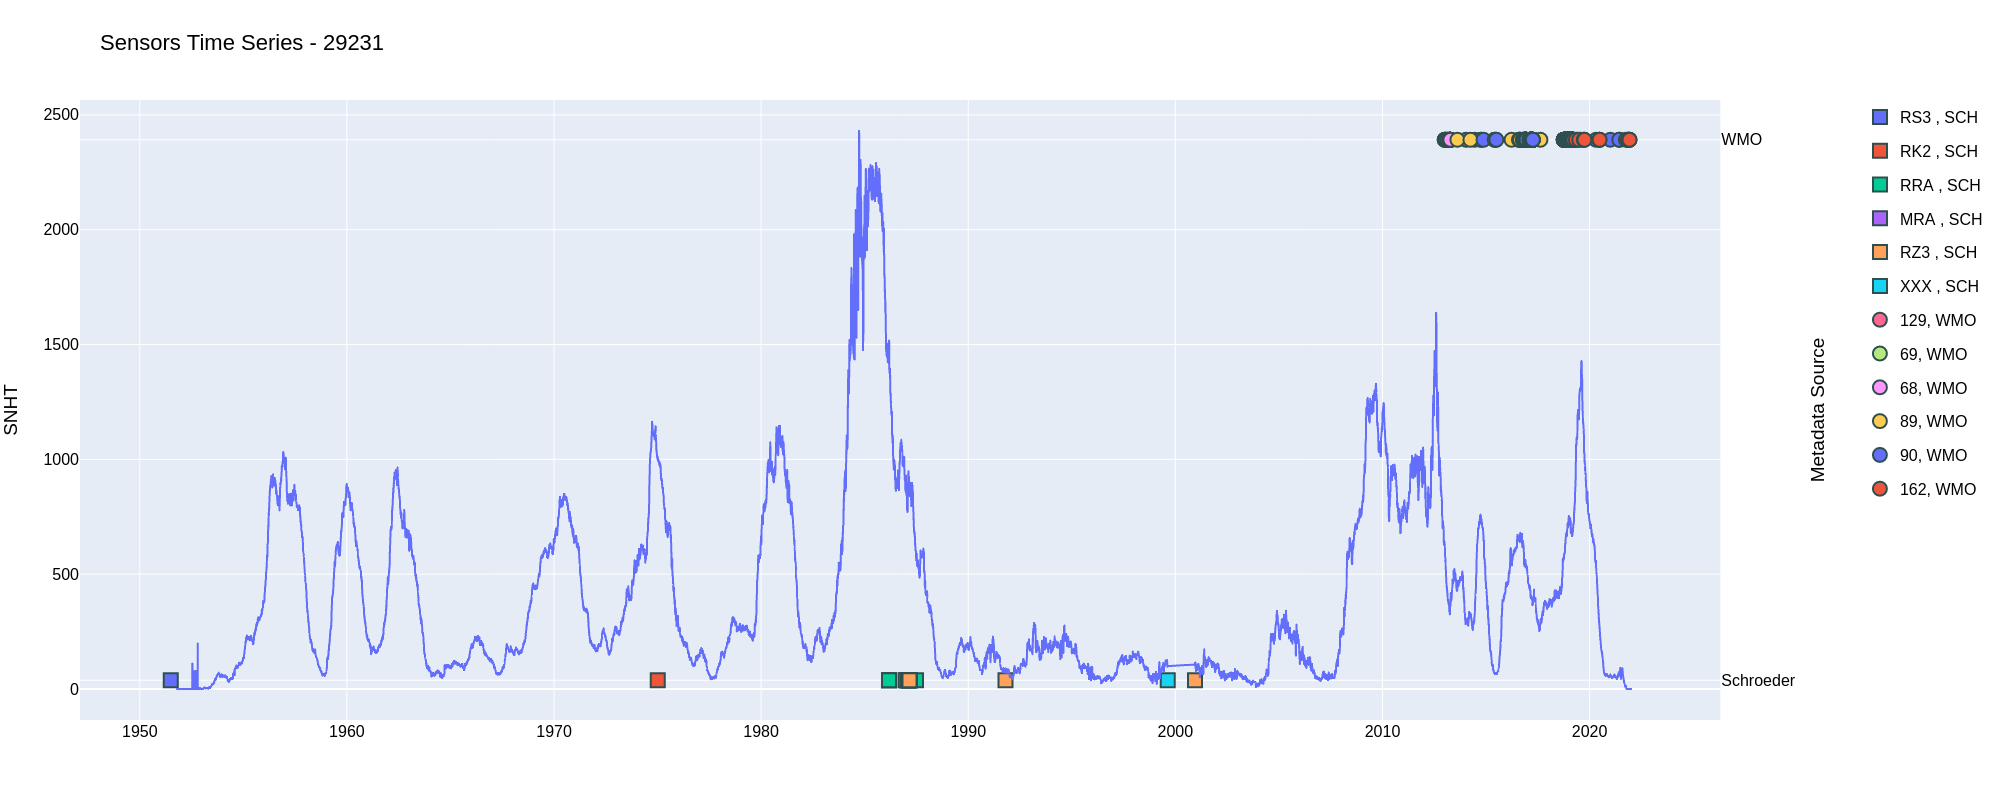 Sensors Time Series - 29231
2500
2000
1500
1000
500
0
SNHT
1950
1960
1970
1980
1990
2000
2010
2020
WMO
Schroeder
Metadata Source
RS3 , SCH
RK2 , SCH
RRA , SCH
MRA , SCH
RZ3 , SCH
XXX , SCH
129, WMO
69, WMO
68, WMO
89, WMO
90, WMO
162, WMO